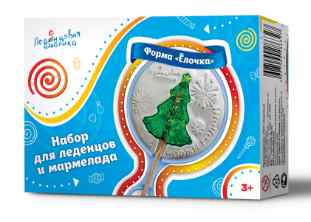 Леденцовая
фабрика
Форма «Ёлочка»
Набор
для леденцов
и мармелада
3+